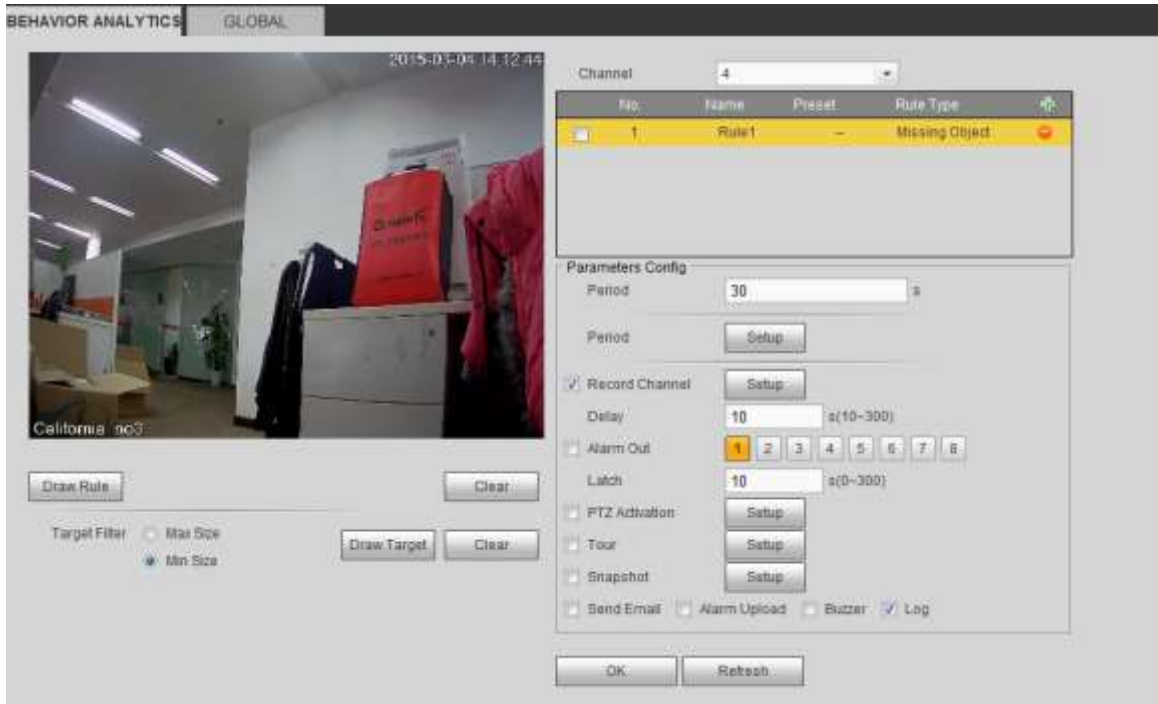 BEHAVIOR ANALYTICS GLOBAL
2015-03-04 14:12:44
California no3
Draw Rule Clear
Target Filter Max Size
Min Size
Draw Target Clear
Channel 4
No. Name Preset Rule Type
1 Rule1 -- Missing Object
Parameters Config
Period 30 s
Period Setup
Record Channel Setup
Delay 10 s(10~300)
Alarm Out 1 2 3 4 5 6 7 8
Latch 10 s(0~300)
PTZ Activation Setup
Tour Setup
Snapshot Setup
Send Email Alarm Upload Buzzer Log
OK Refresh